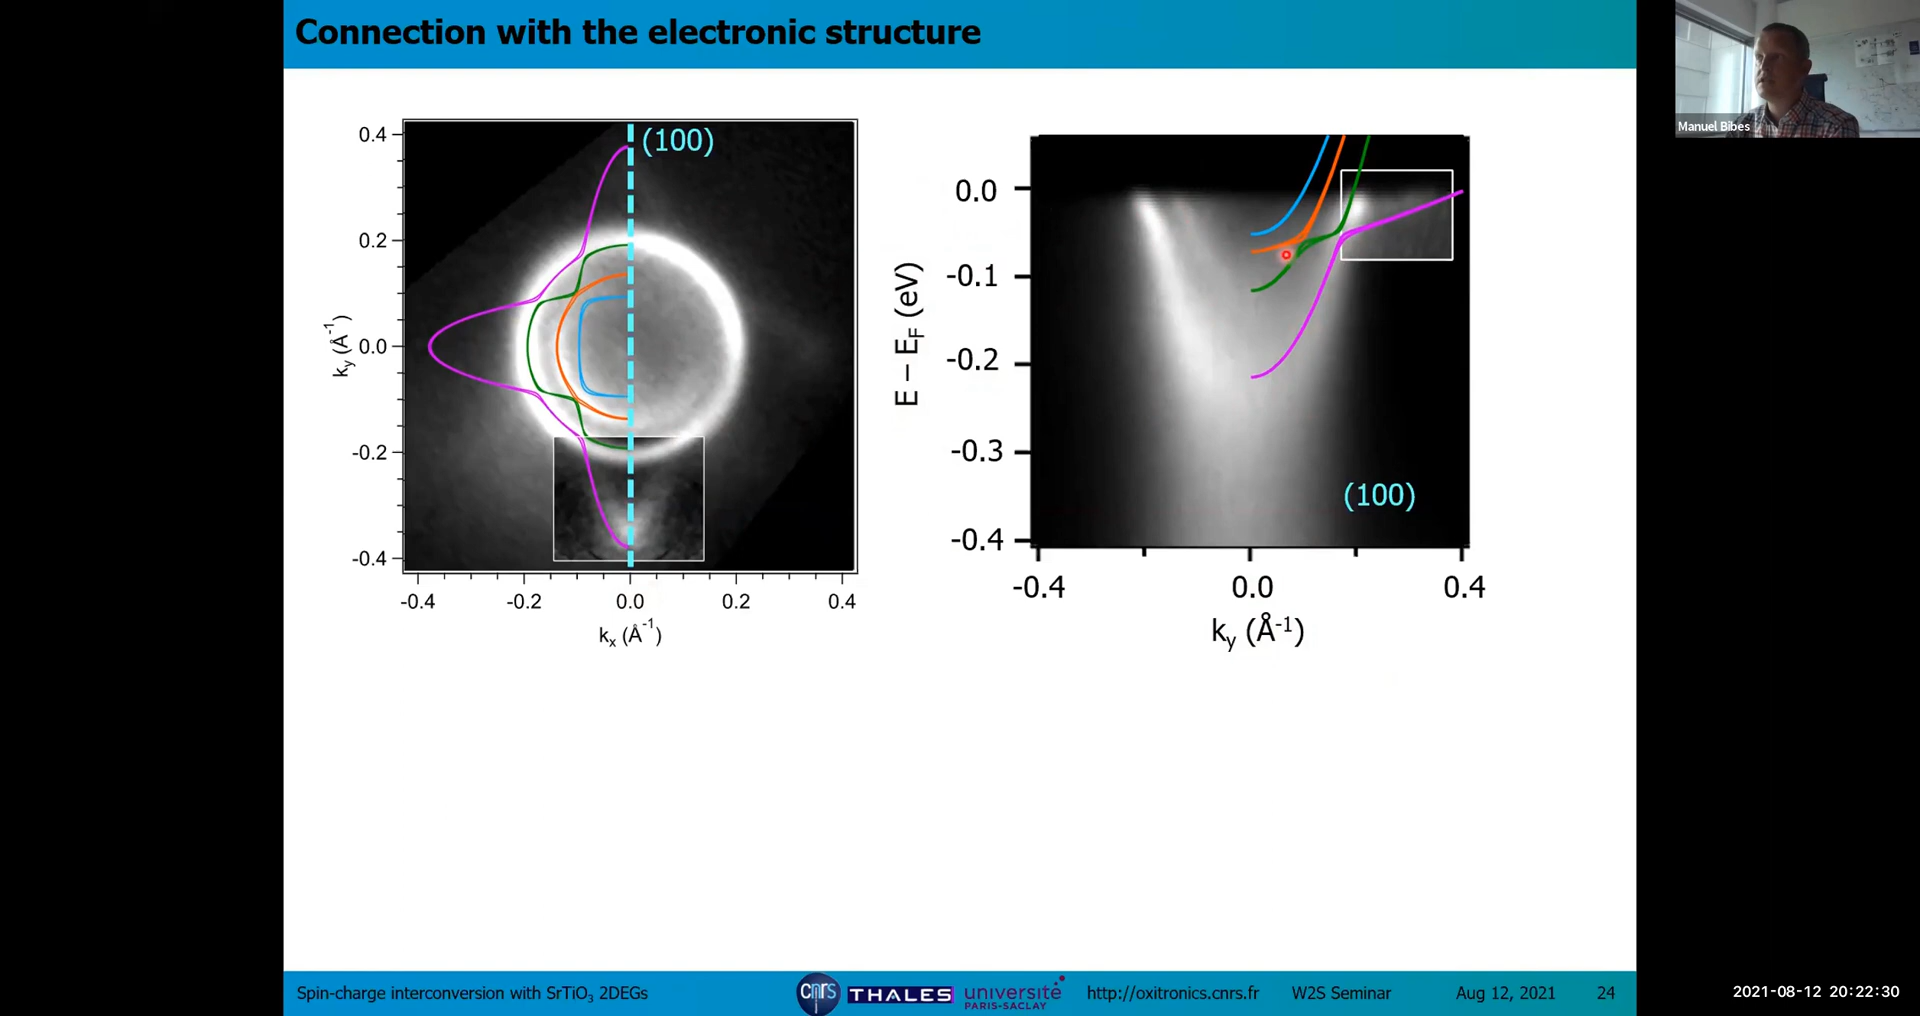 Connection with the electronic structure
Manuel Bibes
0.4
0.2
0.0
-0.2
-0.4
k_y (Å^-1)
(100)
-0.4
-0.2
0.0
0.2
0.4
k_x (Å^-1)
0.0
-0.1
-0.2
-0.3
-0.4
E – E_F (eV)
(100)
-0.4
0.0
0.4
k_y (Å^-1)
Spin-charge interconversion with SrTiO₃ 2DEGs
cnrs
THALES
université
PARIS-SACLAY
http://oxitronics.cnrs.fr
W2S Seminar
Aug 12, 2021
24
2021-08-12 20:22:30